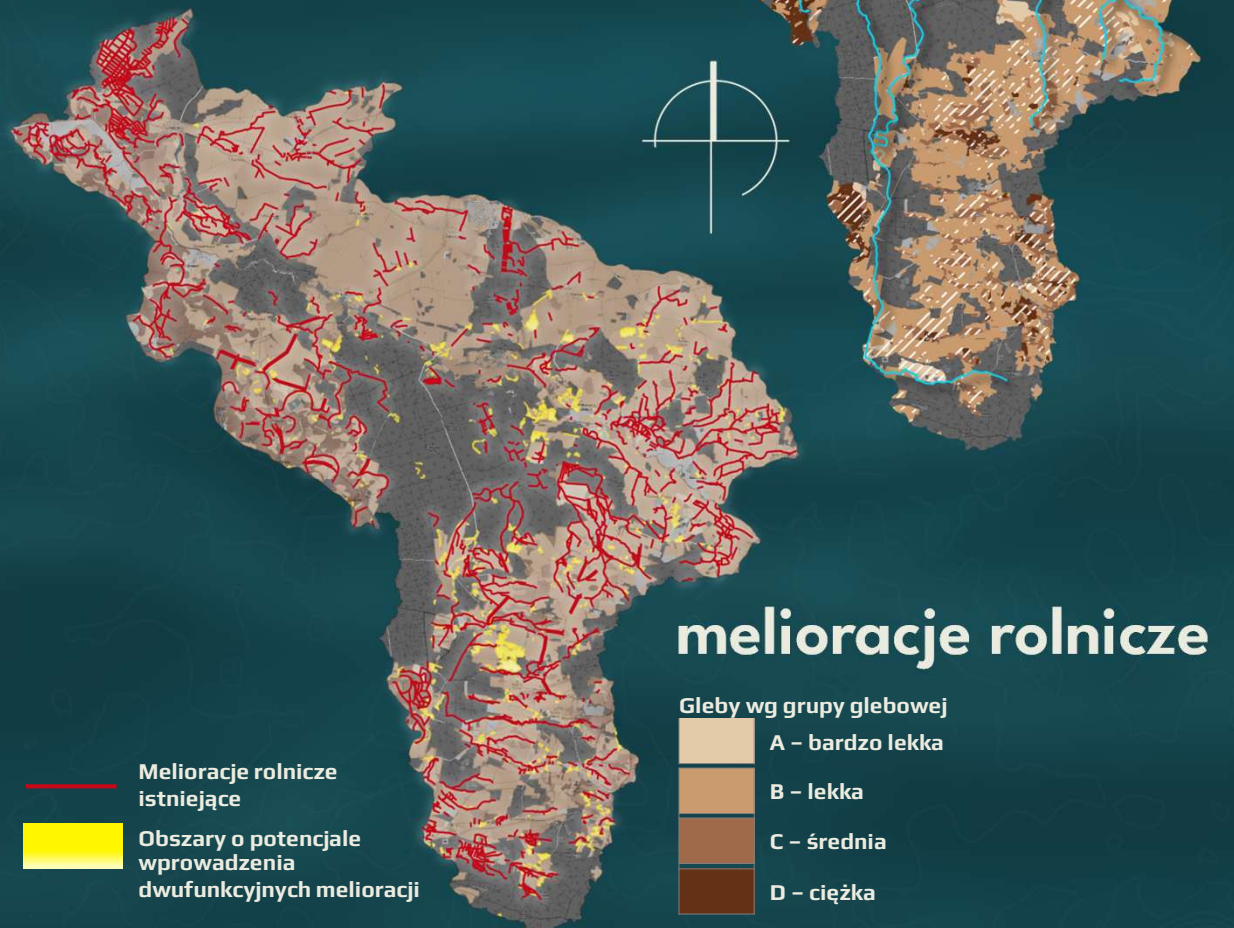 melioracje rolnicze
Gleby wg grupy glebowej
A – bardzo lekka
B – lekka
C – średnia
D – ciężka
Melioracje rolnicze
istniejące
Obszary o potencjale
wprowadzenia
dwufunkcyjnych melioracji